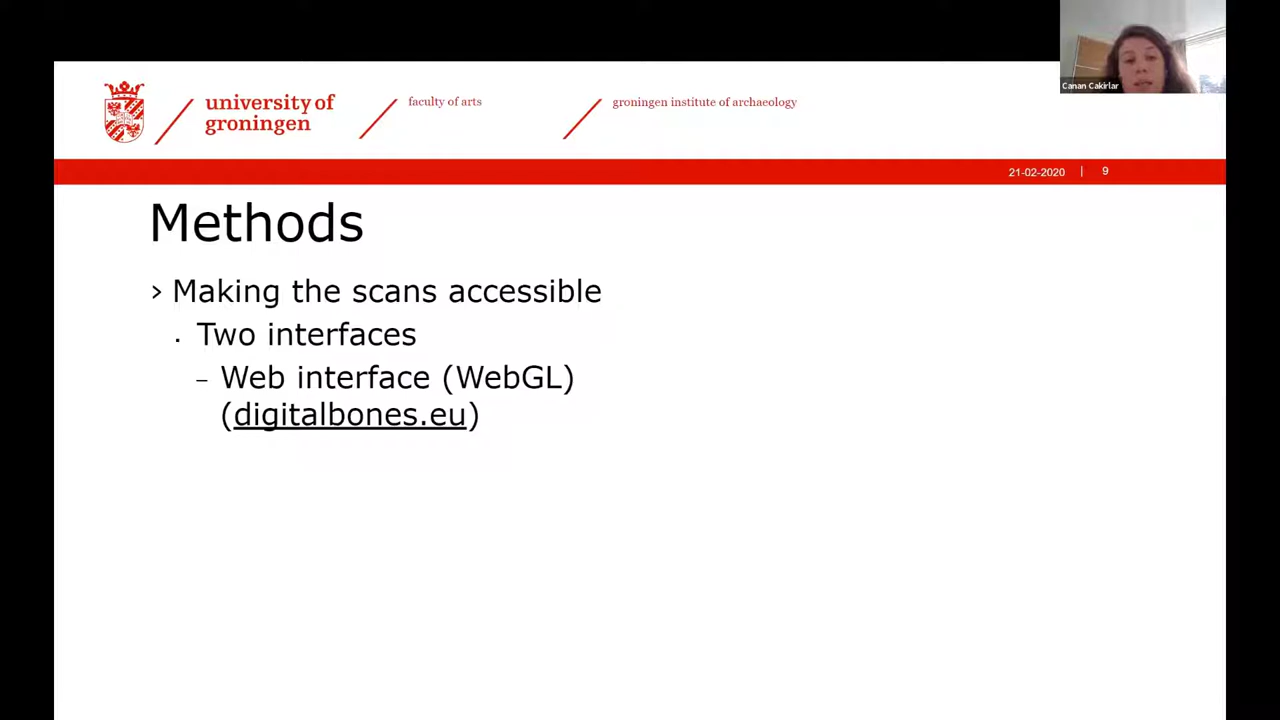 university of
groningen
faculty of arts
groningen institute of archaeology
Canan Cakirlar
21-02-2020 | 9
Methods
› Making the scans accessible
▪ Two interfaces
– Web interface (WebGL)
(digitalbones.eu)